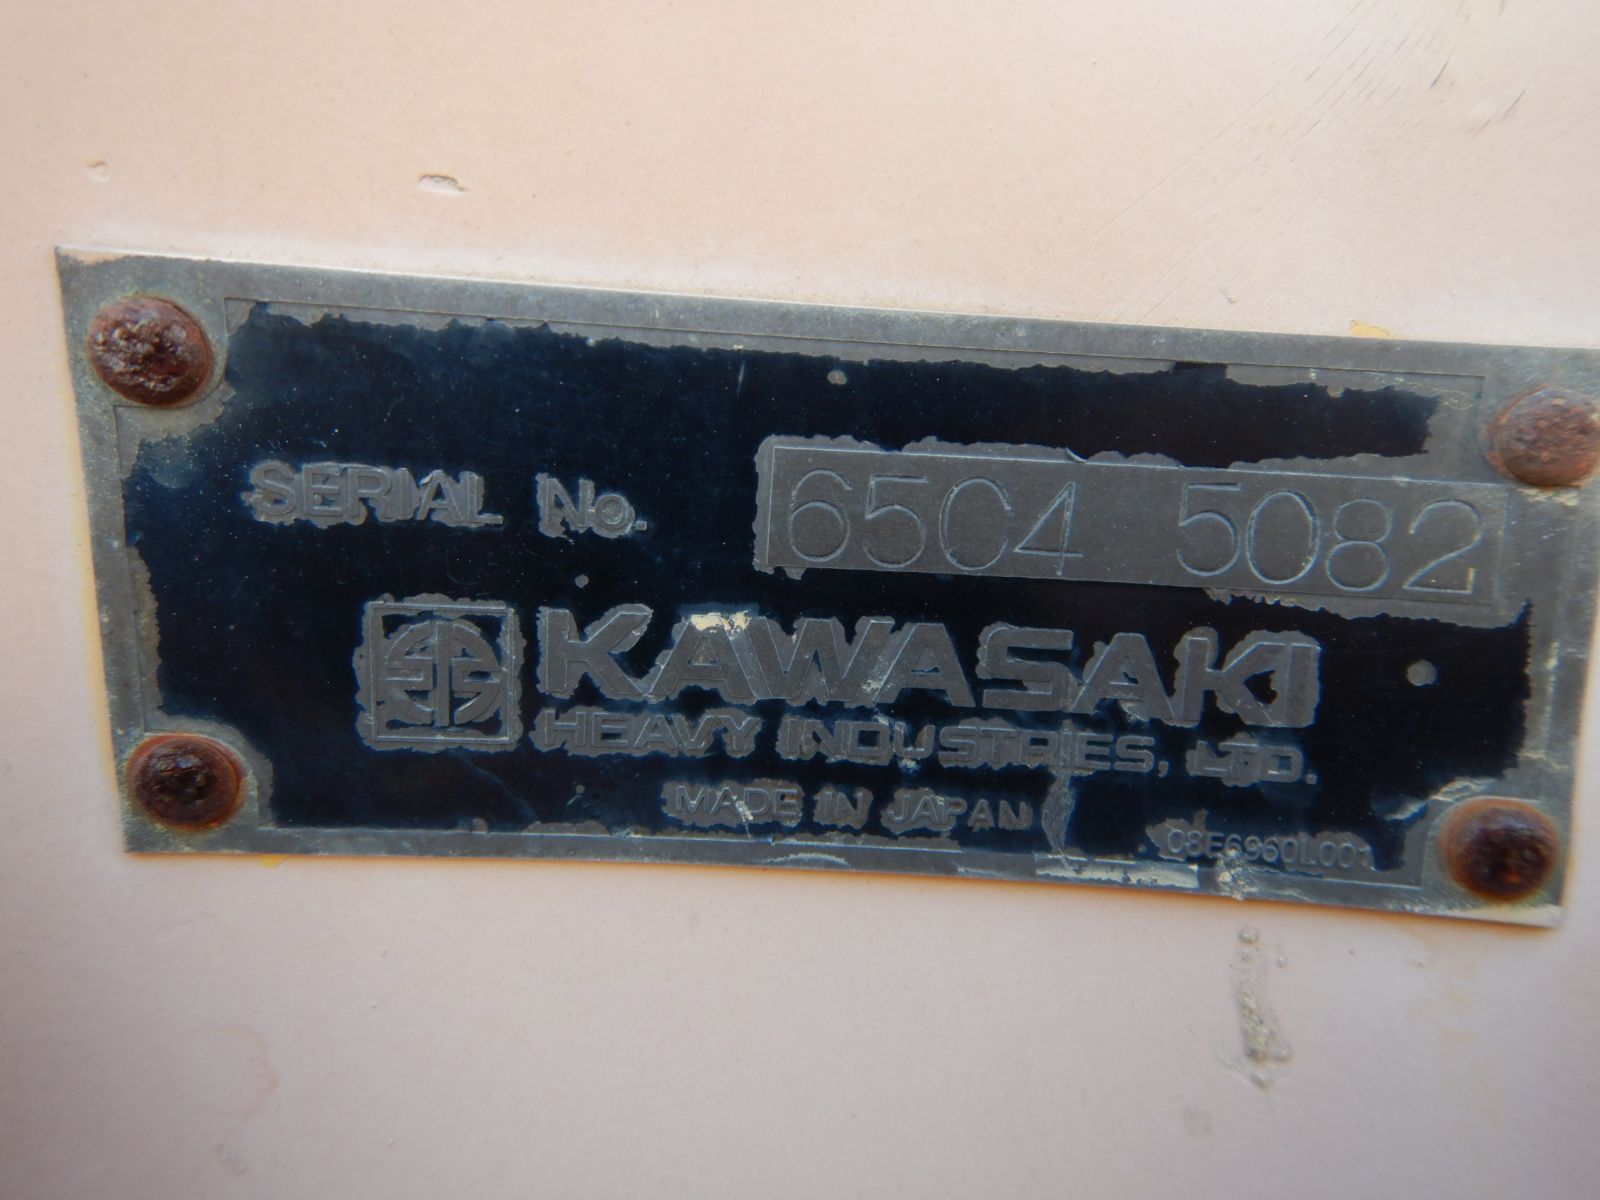 SERIAL No. 65C4 5082
KAWASAKI
HEAVY INDUSTRIES, LTD.
MADE IN JAPAN
08E6960L001